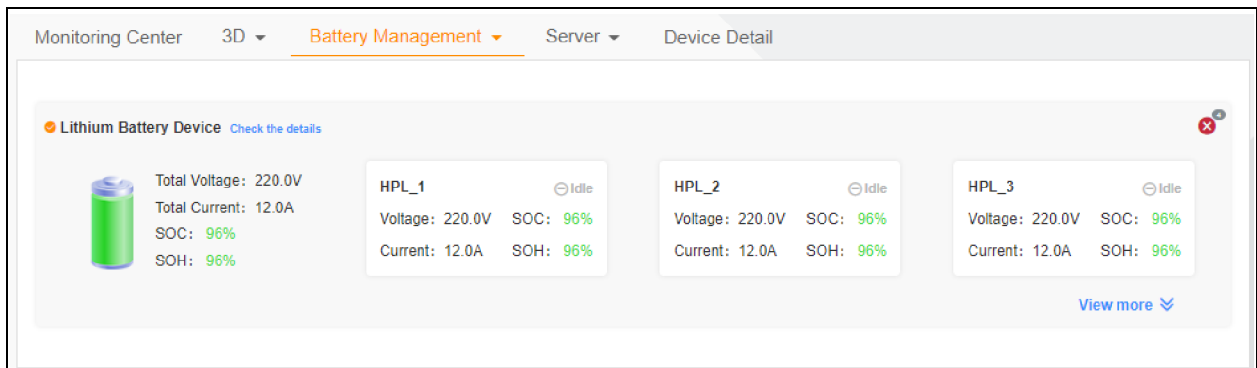 Monitoring Center 3D Battery Management Server Device Detail
Lithium Battery Device Check the details
4
Total Voltage: 220.0V
Total Current: 12.0A
SOC: 96%
SOH: 96%
HPL_1 Idle
Voltage: 220.0V SOC: 96%
Current: 12.0A SOH: 96%
HPL_2 Idle
Voltage: 220.0V SOC: 96%
Current: 12.0A SOH: 96%
HPL_3 Idle
Voltage: 220.0V SOC: 96%
Current: 12.0A SOH: 96%
View more